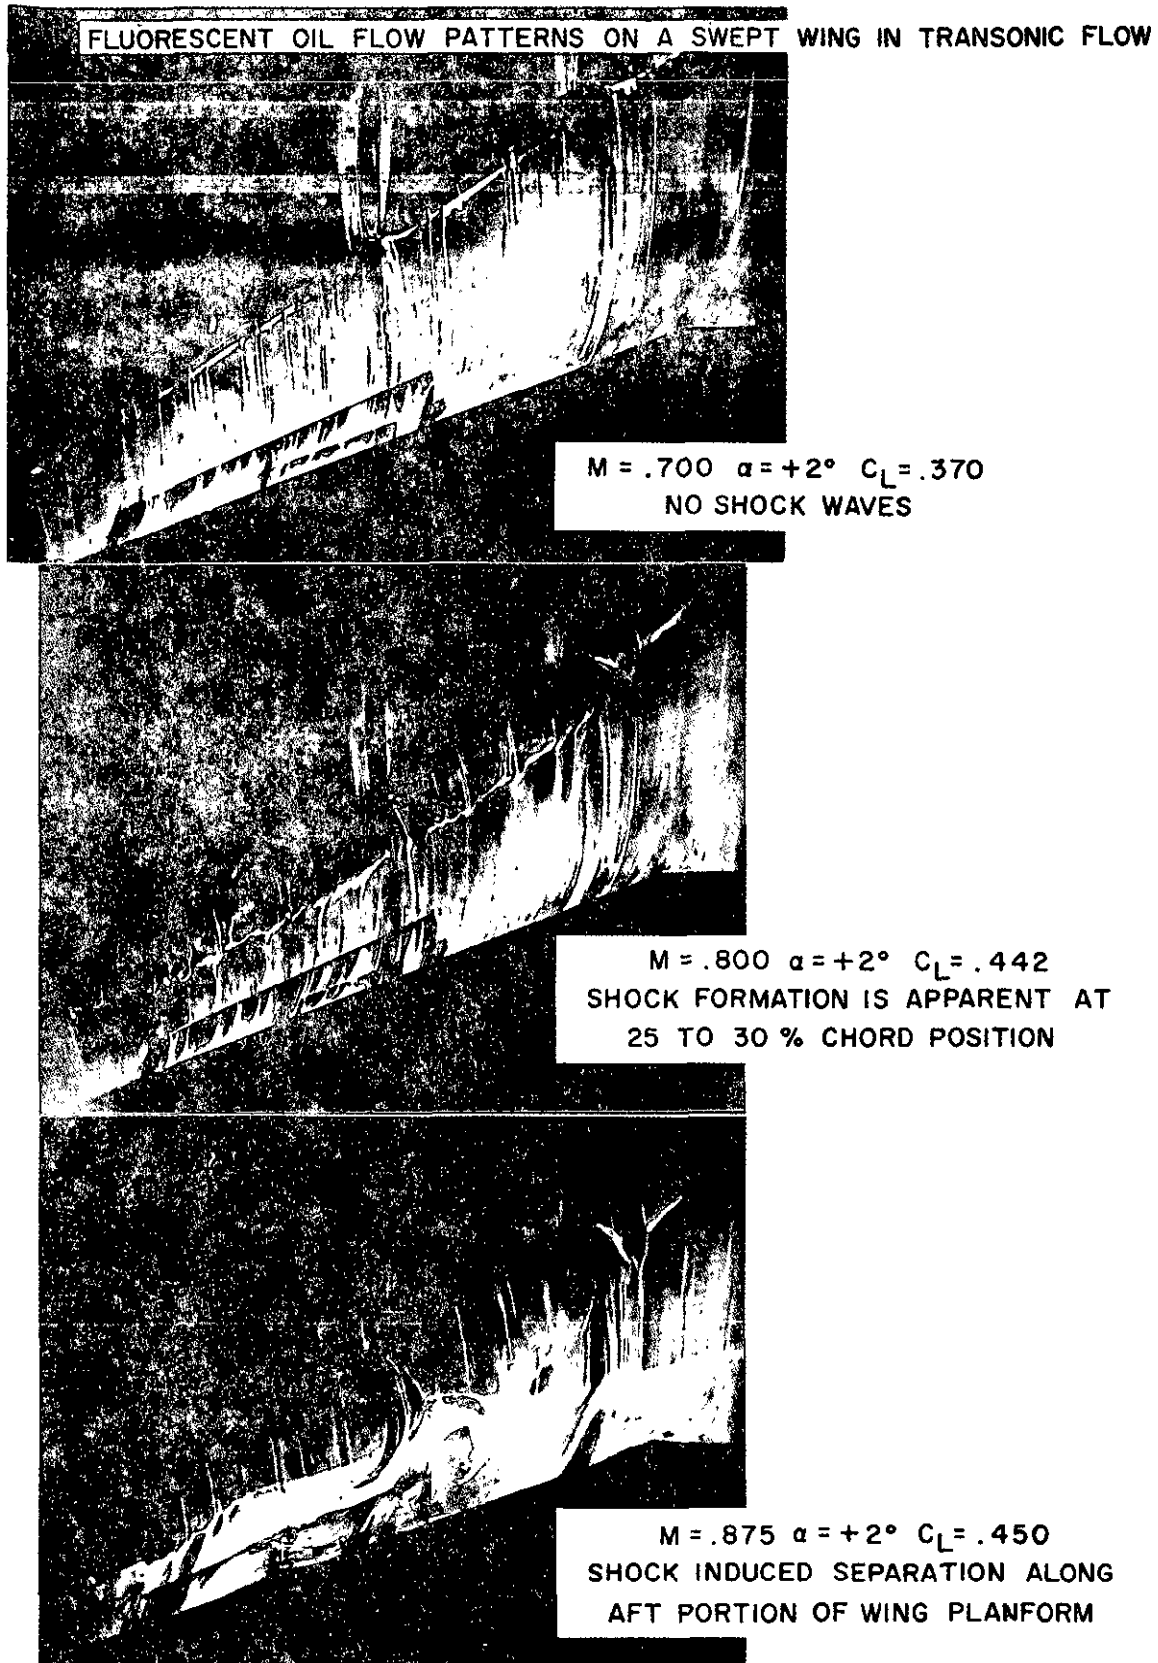 FLUORESCENT OIL FLOW PATTERNS ON A SWEPT WING IN TRANSONIC FLOW
M = .700 α = +2° CL = .370
NO SHOCK WAVES
M = .800 α = +2° CL = .442
SHOCK FORMATION IS APPARENT AT
25 TO 30 % CHORD POSITION
M = .875 α = +2° CL = .450
SHOCK INDUCED SEPARATION ALONG
AFT PORTION OF WING PLANFORM